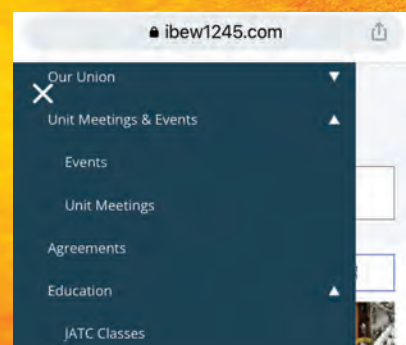 ibew1245.com
Our Union
Unit Meetings & Events
Events
Unit Meetings
Agreements
Education
JATC Classes